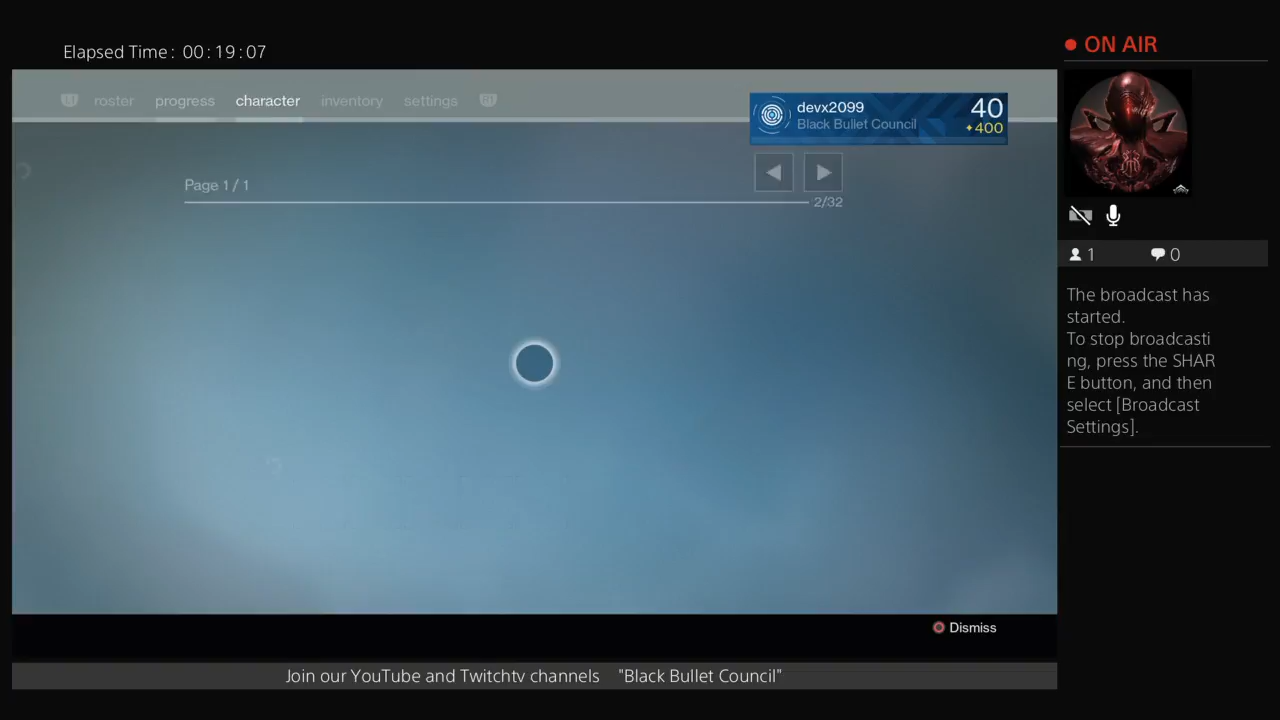 Elapsed Time: 00:19:07
ON AIR
L1 roster progress character inventory settings R1
devx2099
40
Black Bullet Council
400
Page 1 / 1
2/32
1
0
The broadcast has
started.
To stop broadcasti
ng, press the SHAR
E button, and then
select [Broadcast
Settings].
Dismiss
Join our YouTube and Twitchtv channels "Black Bullet Council"